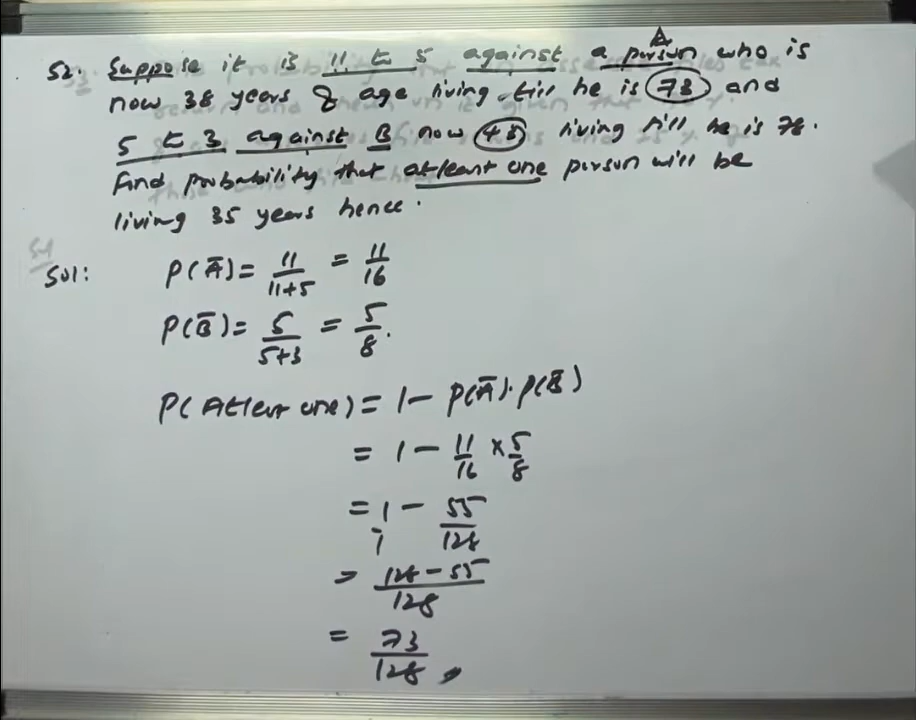 52. Suppose it is 11 to 5 against a person A who is
now 38 years of age living till he is 73 and
5 to 3 against B now 43 living till he is 78.
Find probability that atleast one person will be
living 35 years hence.
Sol: P(A̅) = 11/(11+5) = 11/16
P(B̅) = 5/(5+3) = 5/8.
P(Atleast one) = 1 - P(A̅). P(B̅)
= 1 - 11/16 × 5/8
= 1/1 - 55/128
= (128 - 55)/128
= 73/128